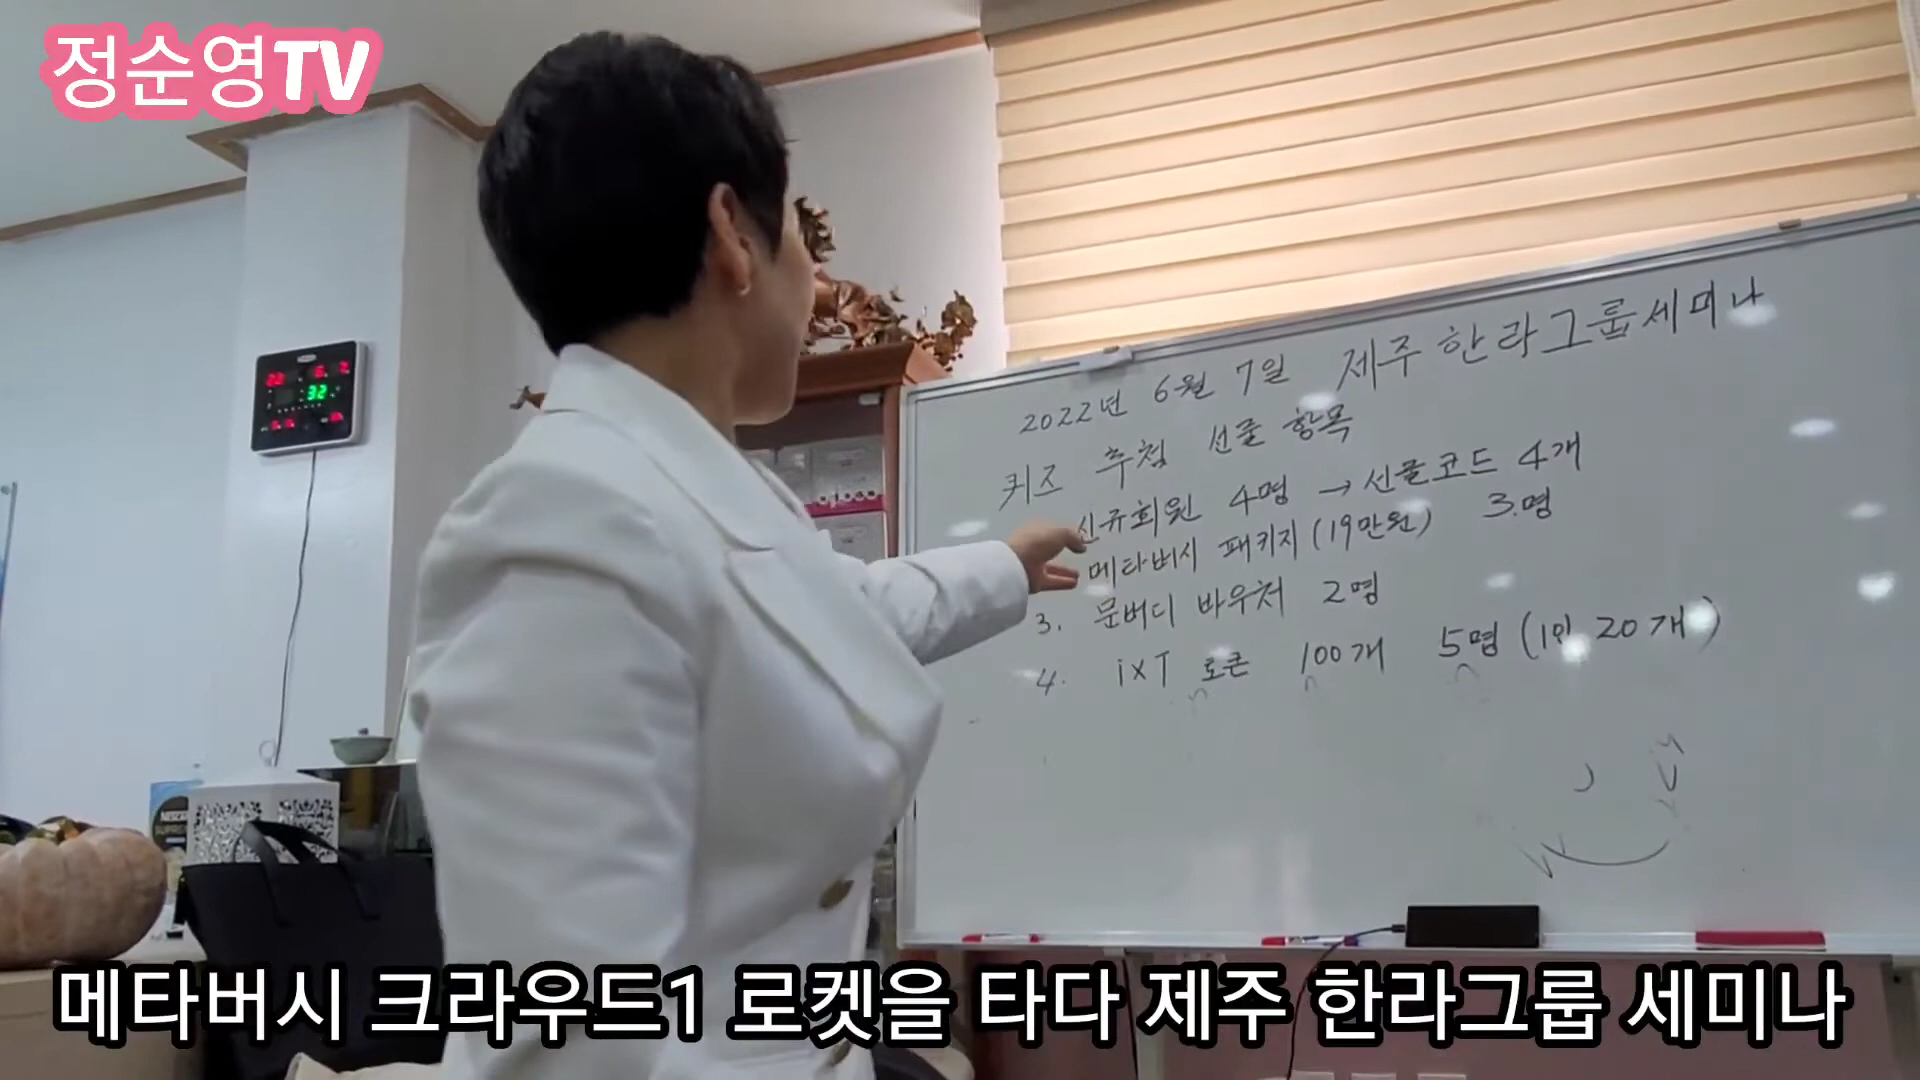 정순영TV
2022년 6월 7일 제주 한라그룹세미나
퀴즈 추첨 선물 항목
신규회원 4명 → 선물코드 4개
메타버시 패키지 (19만원) 3.명
3. 문버디 바우처 2명
4. ixT 토큰 100개 5명 (1인 20개)
메타버시 크라우드1 로켓을 타다 제주 한라그룹 세미나